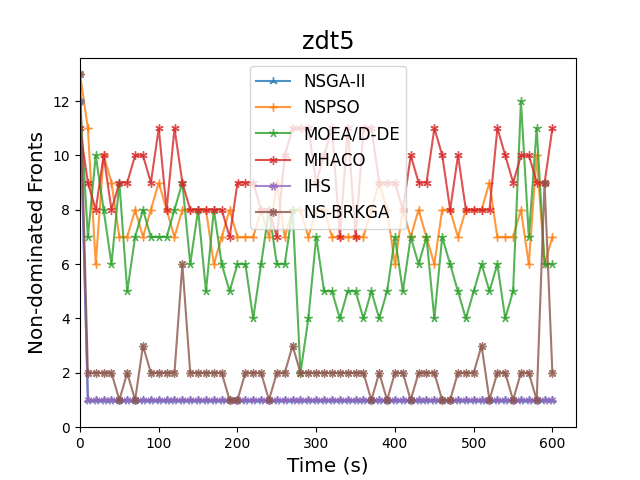 zdt5
Non-dominated Fronts
12
10
8
6
4
2
0
NSGA-II
NSPSO
MOEA/D-DE
MHACO
IHS
NS-BRKGA
0 100 200 300 400 500 600
Time (s)